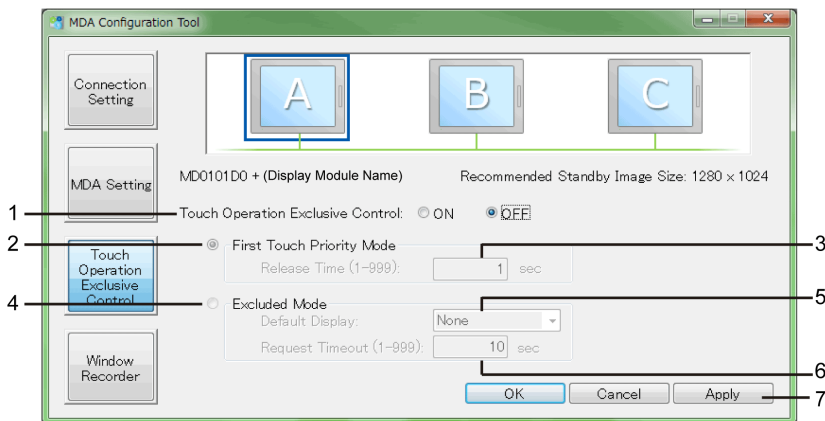 MDA Configuration Tool
A B C
Connection
Setting
MDA Setting
Touch
Operation
Exclusive
Control
Window
Recorder
MD0101D0 + (Display Module Name) Recommended Standby Image Size: 1280 × 1024
1 Touch Operation Exclusive Control: ON OFF
2 First Touch Priority Mode 3
Release Time (1-999): 1 sec
4 Excluded Mode 5
Default Display: None
Request Timeout (1-999): 10 sec 6
OK Cancel Apply 7